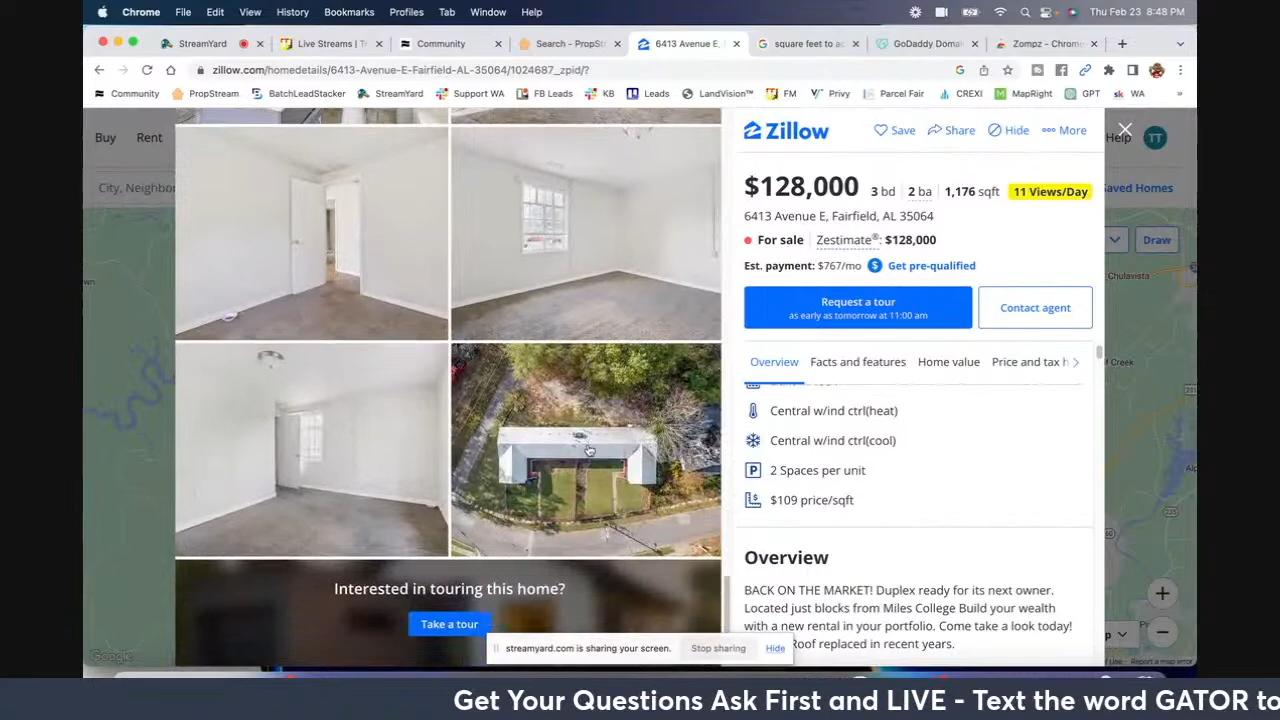 Chrome File Edit View History Bookmarks Profiles Tab Window Help Thu Feb 23 8:48 PM
StreamYard Live Streams | T Community Search - PropStr 6413 Avenue E, square feet to ac GoDaddy Doma Zompz - Chrome
zillow.com/homedetails/6413-Avenue-E-Fairfield-AL-35064/1024687_zpid/?
Community PropStream BatchLeadStacker StreamYard Support WA FB Leads KB Leads LandVision™ FM Privy Parcel Fair CREXI MapRight GPT WA »
Buy Rent
Help TT
City, Neighbor
Saved Homes
Draw
Zillow Save Share Hide More
$128,000 3 bd 2 ba 1,176 sqft 11 Views/Day
6413 Avenue E, Fairfield, AL 35064
For sale Zestimate®: $128,000
Est. payment: $767/mo $ Get pre-qualified
Request a tour
as early as tomorrow at 11:00 am
Contact agent
Overview Facts and features Home value Price and tax h
Central w/ind ctrl(heat)
Central w/ind ctrl(cool)
P 2 Spaces per unit
$109 price/sqft
Overview
BACK ON THE MARKET! Duplex ready for its next owner.
Located just blocks from Miles College Build your wealth
with a new rental in your portfolio. Come take a look today!
Roof replaced in recent years.
Interested in touring this home?
Take a tour
streamyard.com is sharing your screen. Stop sharing Hide
Chulavista
f Creek
Google
Report a map error
Get Your Questions Ask First and LIVE - Text the word GATOR to